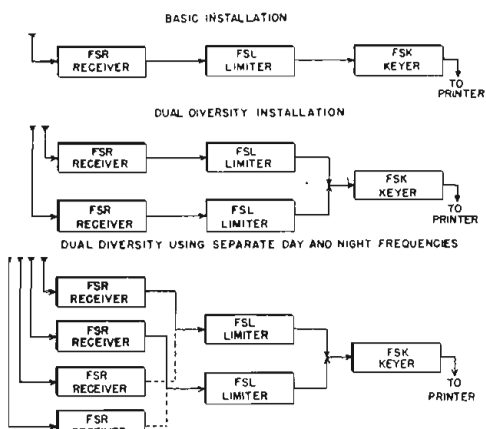 BASIC INSTALLATION
FSR
RECEIVER
FSL
LIMITER
FSK
KEYER
TO
PRINTER
DUAL DIVERSITY INSTALLATION
FSR
RECEIVER
FSL
LIMITER
FSR
RECEIVER
FSL
LIMITER
FSK
KEYER
TO
PRINTER
DUAL DIVERSITY USING SEPARATE DAY AND NIGHT FREQUENCIES
FSR
RECEIVER
FSR
RECEIVER
FSR
RECEIVER
FSR
RECEIVER
FSL
LIMITER
FSL
LIMITER
FSK
KEYER
TO
PRINTER